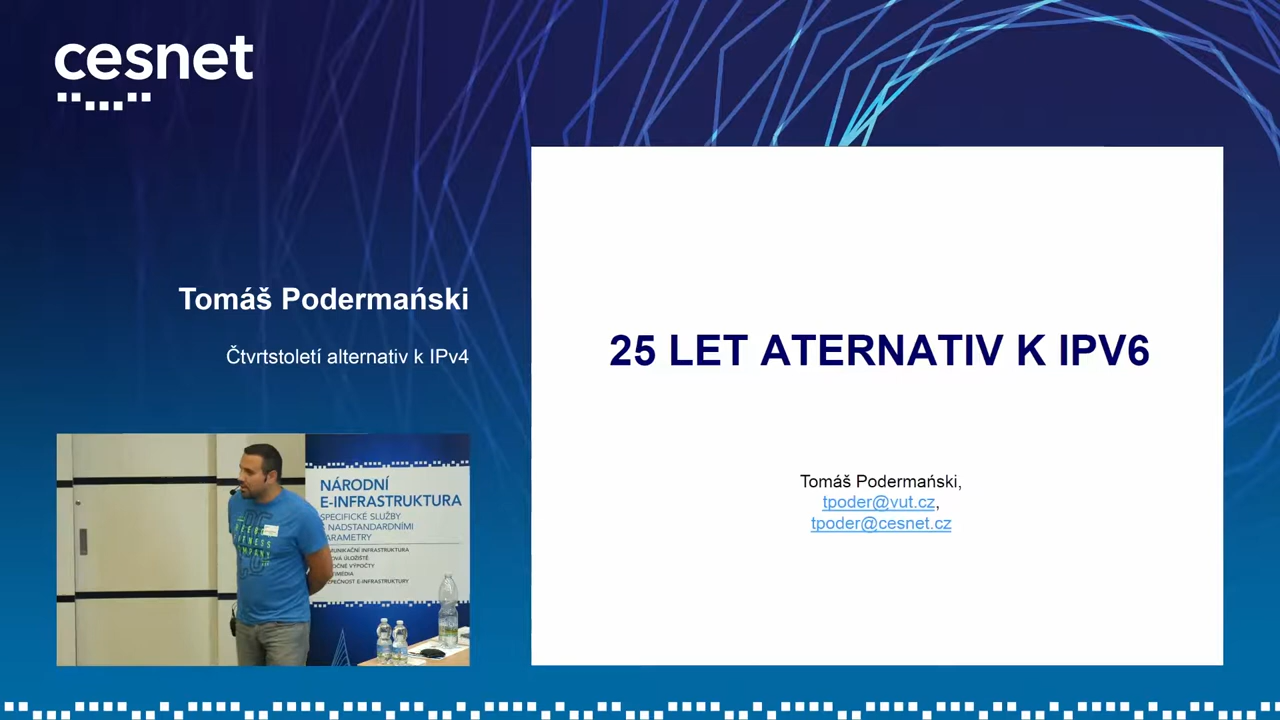 cesnet
Tomáš Podermański
Čtvrtstoletí alternativ k IPv4
25 LET ATERNATIV K IPV6
Tomáš Podermański,
tpoder@vut.cz,
tpoder@cesnet.cz
NÁRODNÍ
E-INFRASTRUKTURA
SPECIFICKÉ SLUŽBY
NADSTANDARDNÍMI